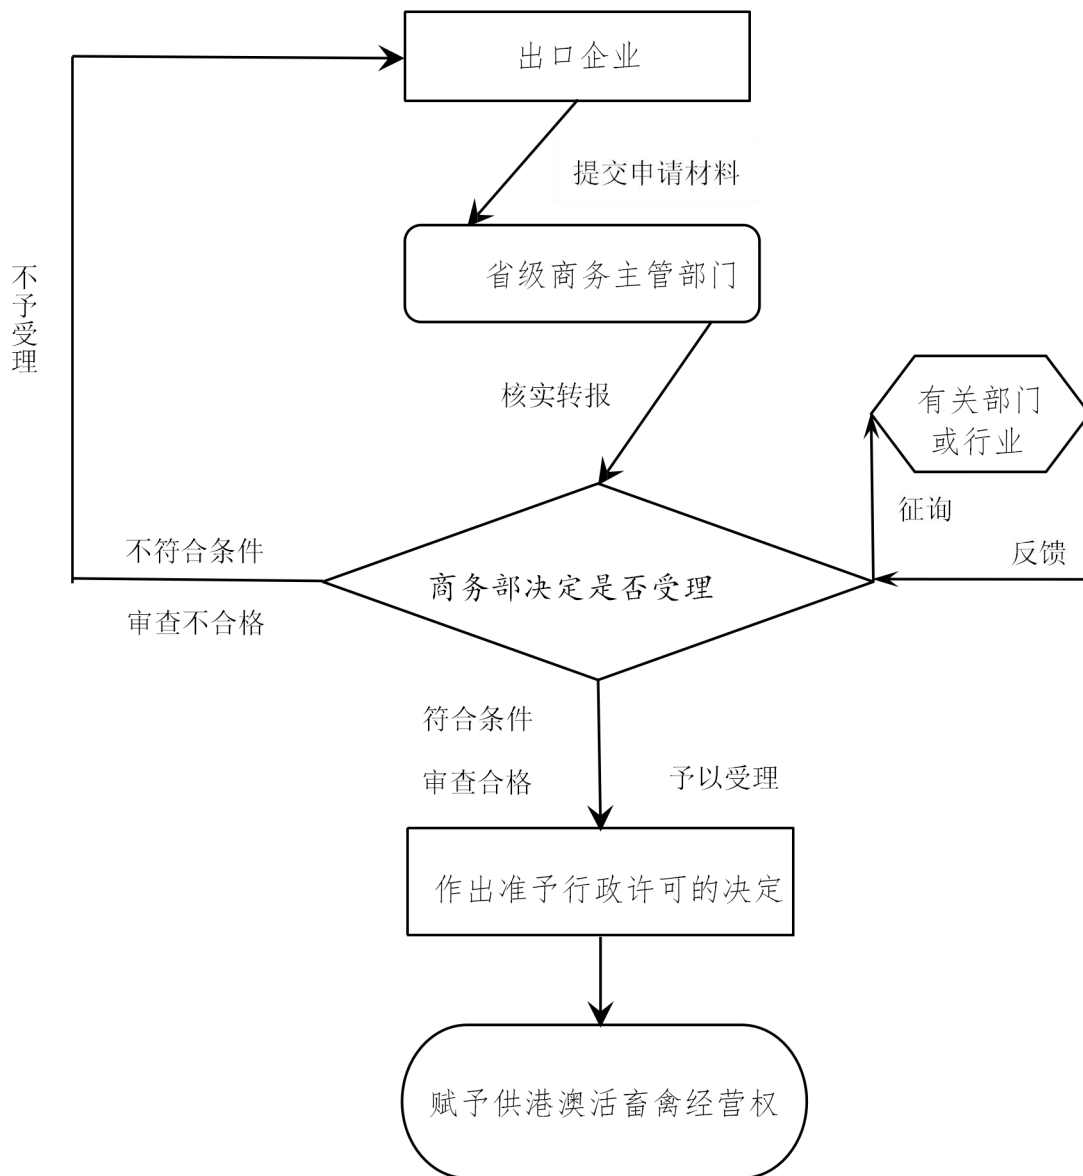 出口企业
提交申请材料
省级商务主管部门
不予受理
核实转报
有关部门
或行业
征询
反馈
不符合条件
商务部决定是否受理
审查不合格
符合条件
审查合格
予以受理
作出准予行政许可的决定
赋予供港澳活畜禽经营权